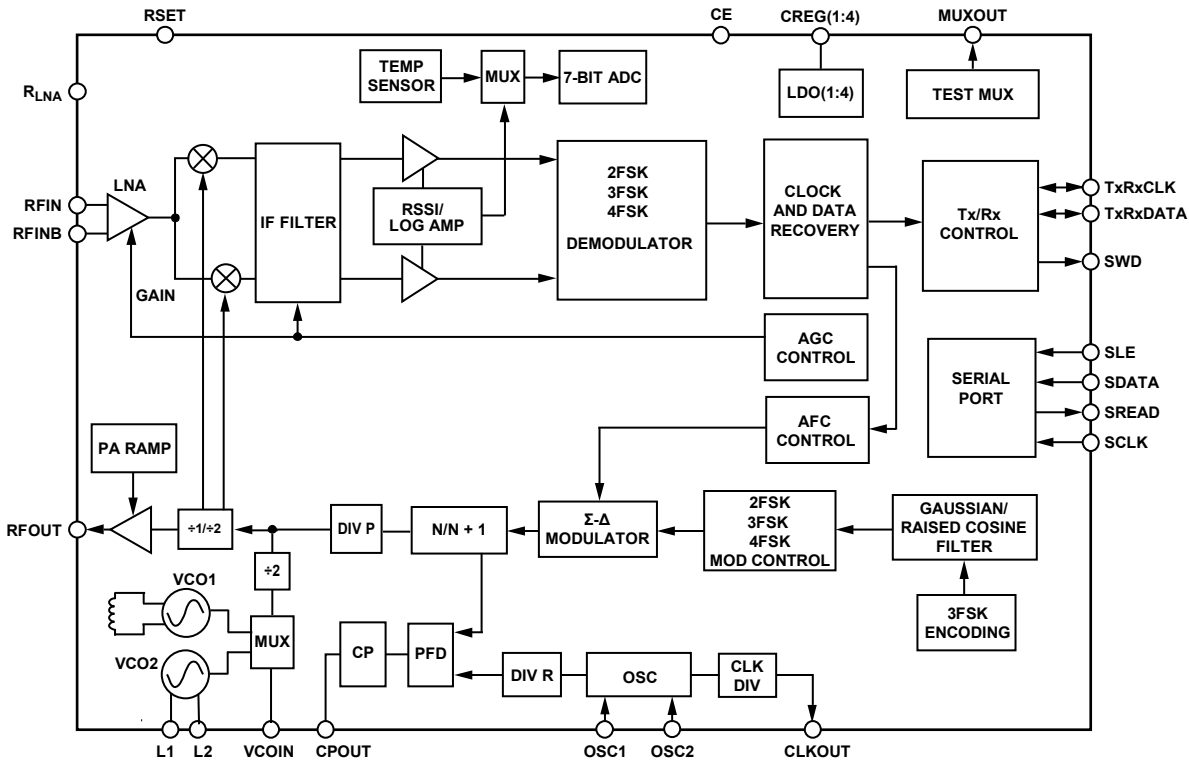 RSET
CE
CREG(1:4)
MUXOUT
TEMP
SENSOR
MUX
7-BIT ADC
LDO(1:4)
TEST MUX
RLNA
LNA
RFIN
RFINB
GAIN
IF FILTER
RSSI/
LOG AMP
2FSK
3FSK
4FSK
DEMODULATOR
CLOCK
AND DATA
RECOVERY
Tx/Rx
CONTROL
TxRxCLK
TxRxDATA
SWD
AGC
CONTROL
SERIAL
PORT
SLE
SDATA
SREAD
SCLK
AFC
CONTROL
PA RAMP
RFOUT
÷1/÷2
DIV P
N/N + 1
Σ-Δ
MODULATOR
2FSK
3FSK
4FSK
MOD CONTROL
GAUSSIAN/
RAISED COSINE
FILTER
÷2
3FSK
ENCODING
VCO1
MUX
VCO2
CP
PFD
DIV R
OSC
CLK
DIV
L1
L2
VCOIN
CPOUT
OSC1
OSC2
CLKOUT